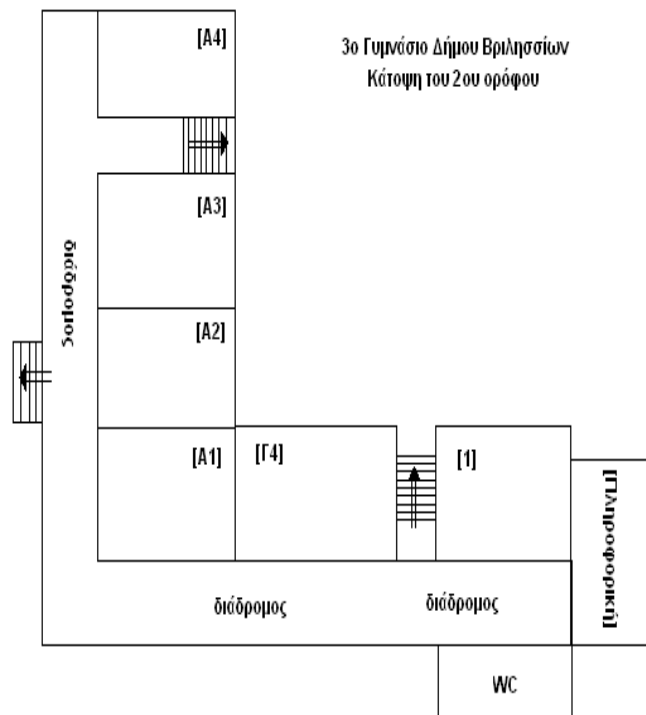 [Α4]
3ο Γυμνάσιο Δήμου Βριλησσίων
Κάτοψη του 2ου ορόφου
[Α3]
διάδρομος
[Α2]
[Α1]
[Γ4]
[1]
[Πληροφορική]
διάδρομος
διάδρομος
WC